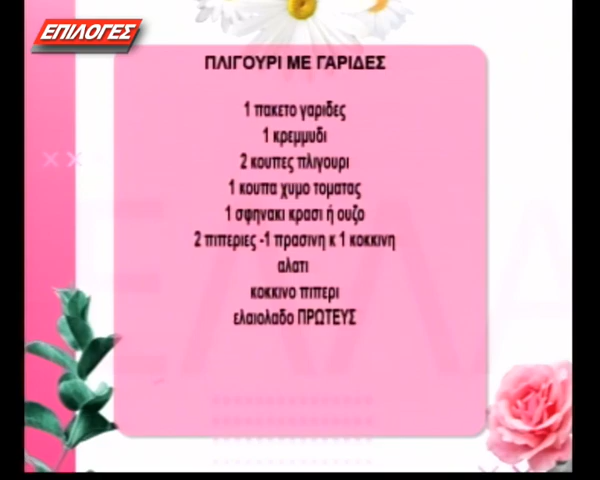 ΕΠΙΛΟΓΕΣ
ΠΛΙΓΟΥΡΙ ΜΕ ΓΑΡΙΔΕΣ
1 πακετο γαριδες
1 κρεμμυδι
2 κουπες πλιγουρι
1 κουπα χυμο τοματας
1 σφηνακι κρασι ή ουζο
2 πιπεριες -1 πρασινη κ 1 κοκκινη
αλατι
κοκκινο πιπερι
ελαιολαδο ΠΡΩΤΕΥΣ